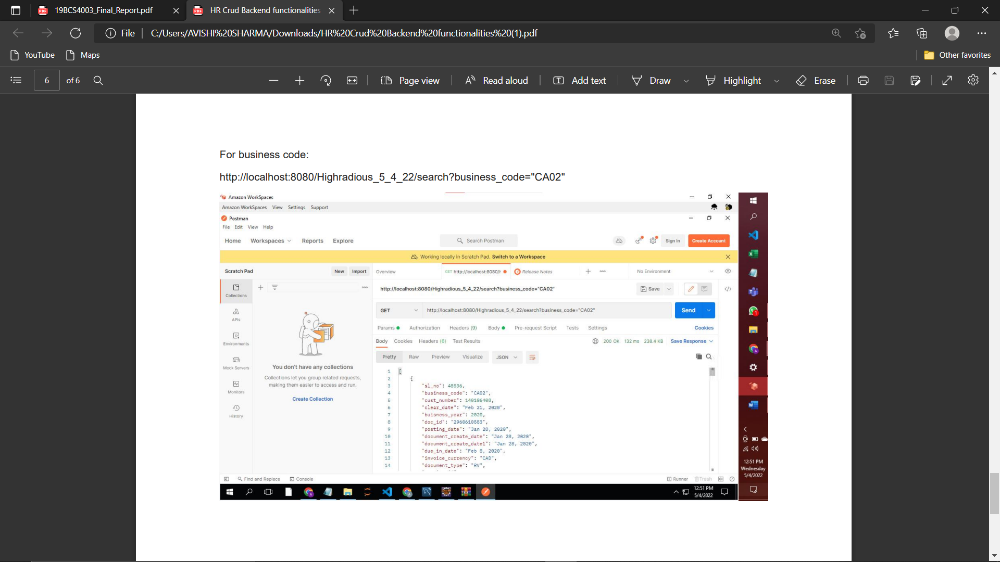 19BCS4003_Final_Report.pdf
HR Crud Backend functionalities
File
C:/Users/AVISHI%20SHARMA/Downloads/HR%20Crud%20Backend%20functionalities%20(1).pdf
YouTube
Maps
Other favorites
6
of 6
Page view
Read aloud
Add text
Draw
Highlight
Erase
For business code:
http://localhost:8080/Highradious_5_4_22/search?business_code="CA02"
Amazon WorkSpaces
Amazon WorkSpaces View Settings Support
Postman
File Edit View Help
Home Workspaces Reports Explore
Search Postman
Sign In
Create Account
Working locally in Scratch Pad. Switch to a Workspace
Scratch Pad
New
Import
Overview
GET http://localhost:8080/H
Release Notes
No Environment
http://localhost:8080/Highradious_5_4_22/search?business_code="CA02"
Save
GET
http://localhost:8080/Highradious_5_4_22/search?business_code="CA02"
Send
Params Authorization Headers (9) Body Pre-request Script Tests Settings
Cookies
Body Cookies Headers (6) Test Results
200 OK 132 ms 238.4 KB Save Response
Pretty Raw Preview Visualize JSON
Collections
APIs
Environments
Mock Servers
Monitors
History
You don't have any collections
Collections let you group related requests,
making them easier to access and run.
Create Collection
1 [
2 {
3 "sl_no": 48536,
4 "business_code": "CA02",
5 "cust_number": 140106408,
6 "clear_date": "Feb 21, 2020",
7 "buisness_year": 2020,
8 "doc_id": "2960610553",
9 "posting_date": "Jan 28, 2020",
10 "document_create_date": "Jan 28, 2020",
11 "document_create_date1": "Jan 28, 2020",
12 "due_in_date": "Feb 8, 2020",
13 "invoice_currency": "CAD",
14 "document_type": "RV",
Find and Replace
Console
Runner
Trash
12:51 PM
5/4/2022
12:51 PM
Wednesday
5/4/2022